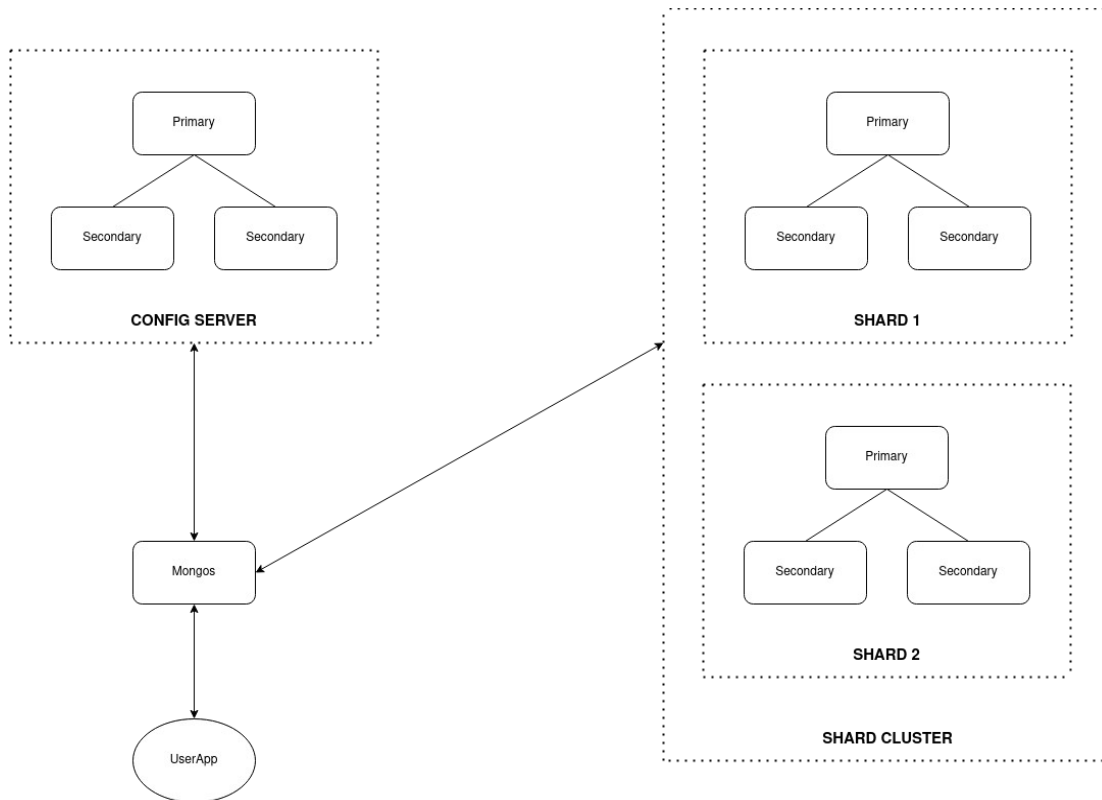 Primary
Secondary
Secondary
CONFIG SERVER
Mongos
UserApp
Primary
Secondary
Secondary
SHARD 1
Primary
Secondary
Secondary
SHARD 2
SHARD CLUSTER